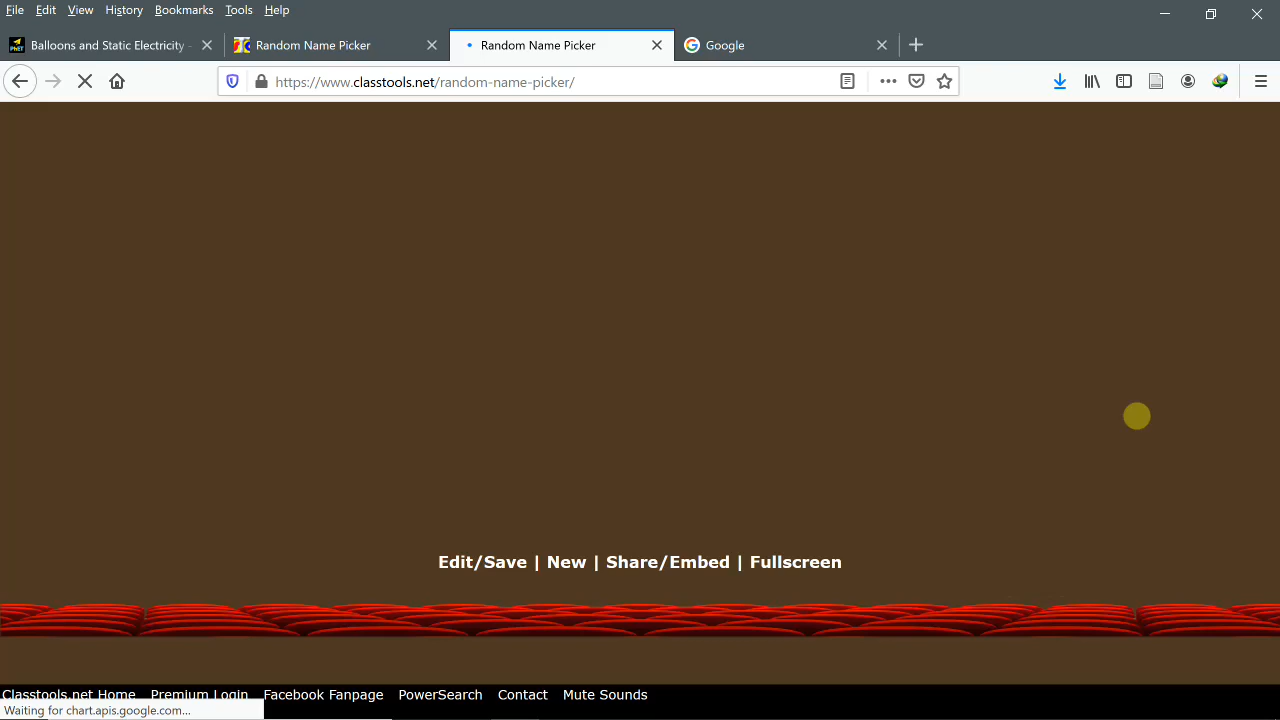 File Edit View History Bookmarks Tools Help
Balloons and Static Electricity - Random Name Picker Random Name Picker Google
https://www.classtools.net/random-name-picker/
Edit/Save | New | Share/Embed | Fullscreen
Classtools.net Home Premium Login Facebook Fanpage PowerSearch Contact Mute Sounds
Waiting for chart.apis.google.com...